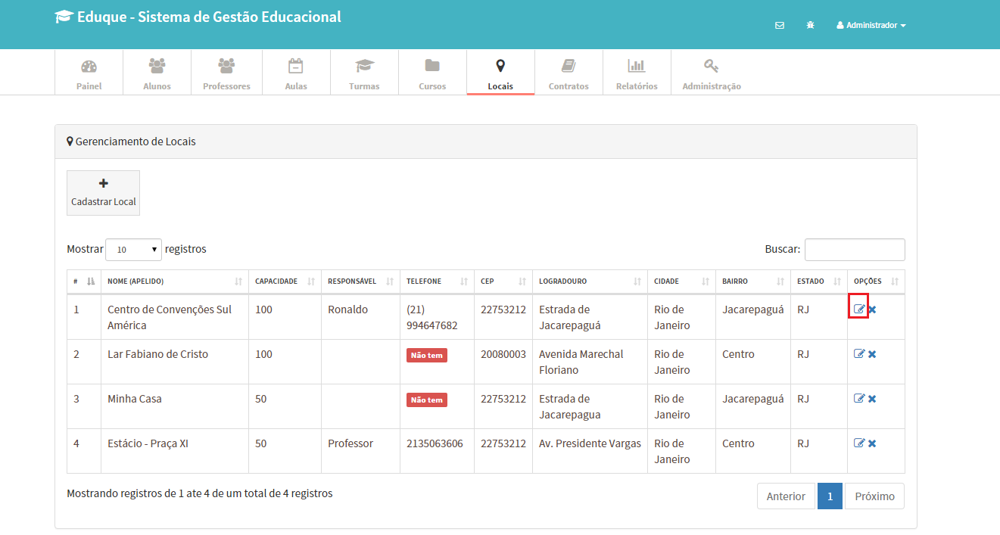 Eduque - Sistema de Gestão Educacional
Administrador
Painel Alunos Professores Aulas Turmas Cursos Locais Contratos Relatórios Administração
Gerenciamento de Locais
Cadastrar Local
Mostrar 10 registros Buscar:
# NOME (APELIDO) CAPACIDADE RESPONSÁVEL TELEFONE CEP LOGRADOURO CIDADE BAIRRO ESTADO OPÇÕES
1 Centro de Convenções Sul 100 Ronaldo (21) 22753212 Estrada de Rio de Jacarepaguá RJ
América 994647682 Jacarepaguá Janeiro
2 Lar Fabiano de Cristo 100 Não tem 20080003 Avenida Marechal Rio de Centro RJ
Floriano Janeiro
3 Minha Casa 50 Não tem 22753212 Estrada de Rio de Jacarepaguá RJ
Jacarepagua Janeiro
4 Estácio - Praça XI 50 Professor 2135063606 22753212 Av. Presidente Vargas Rio de Centro RJ
Janeiro
Mostrando registros de 1 ate 4 de um total de 4 registros Anterior 1 Próximo